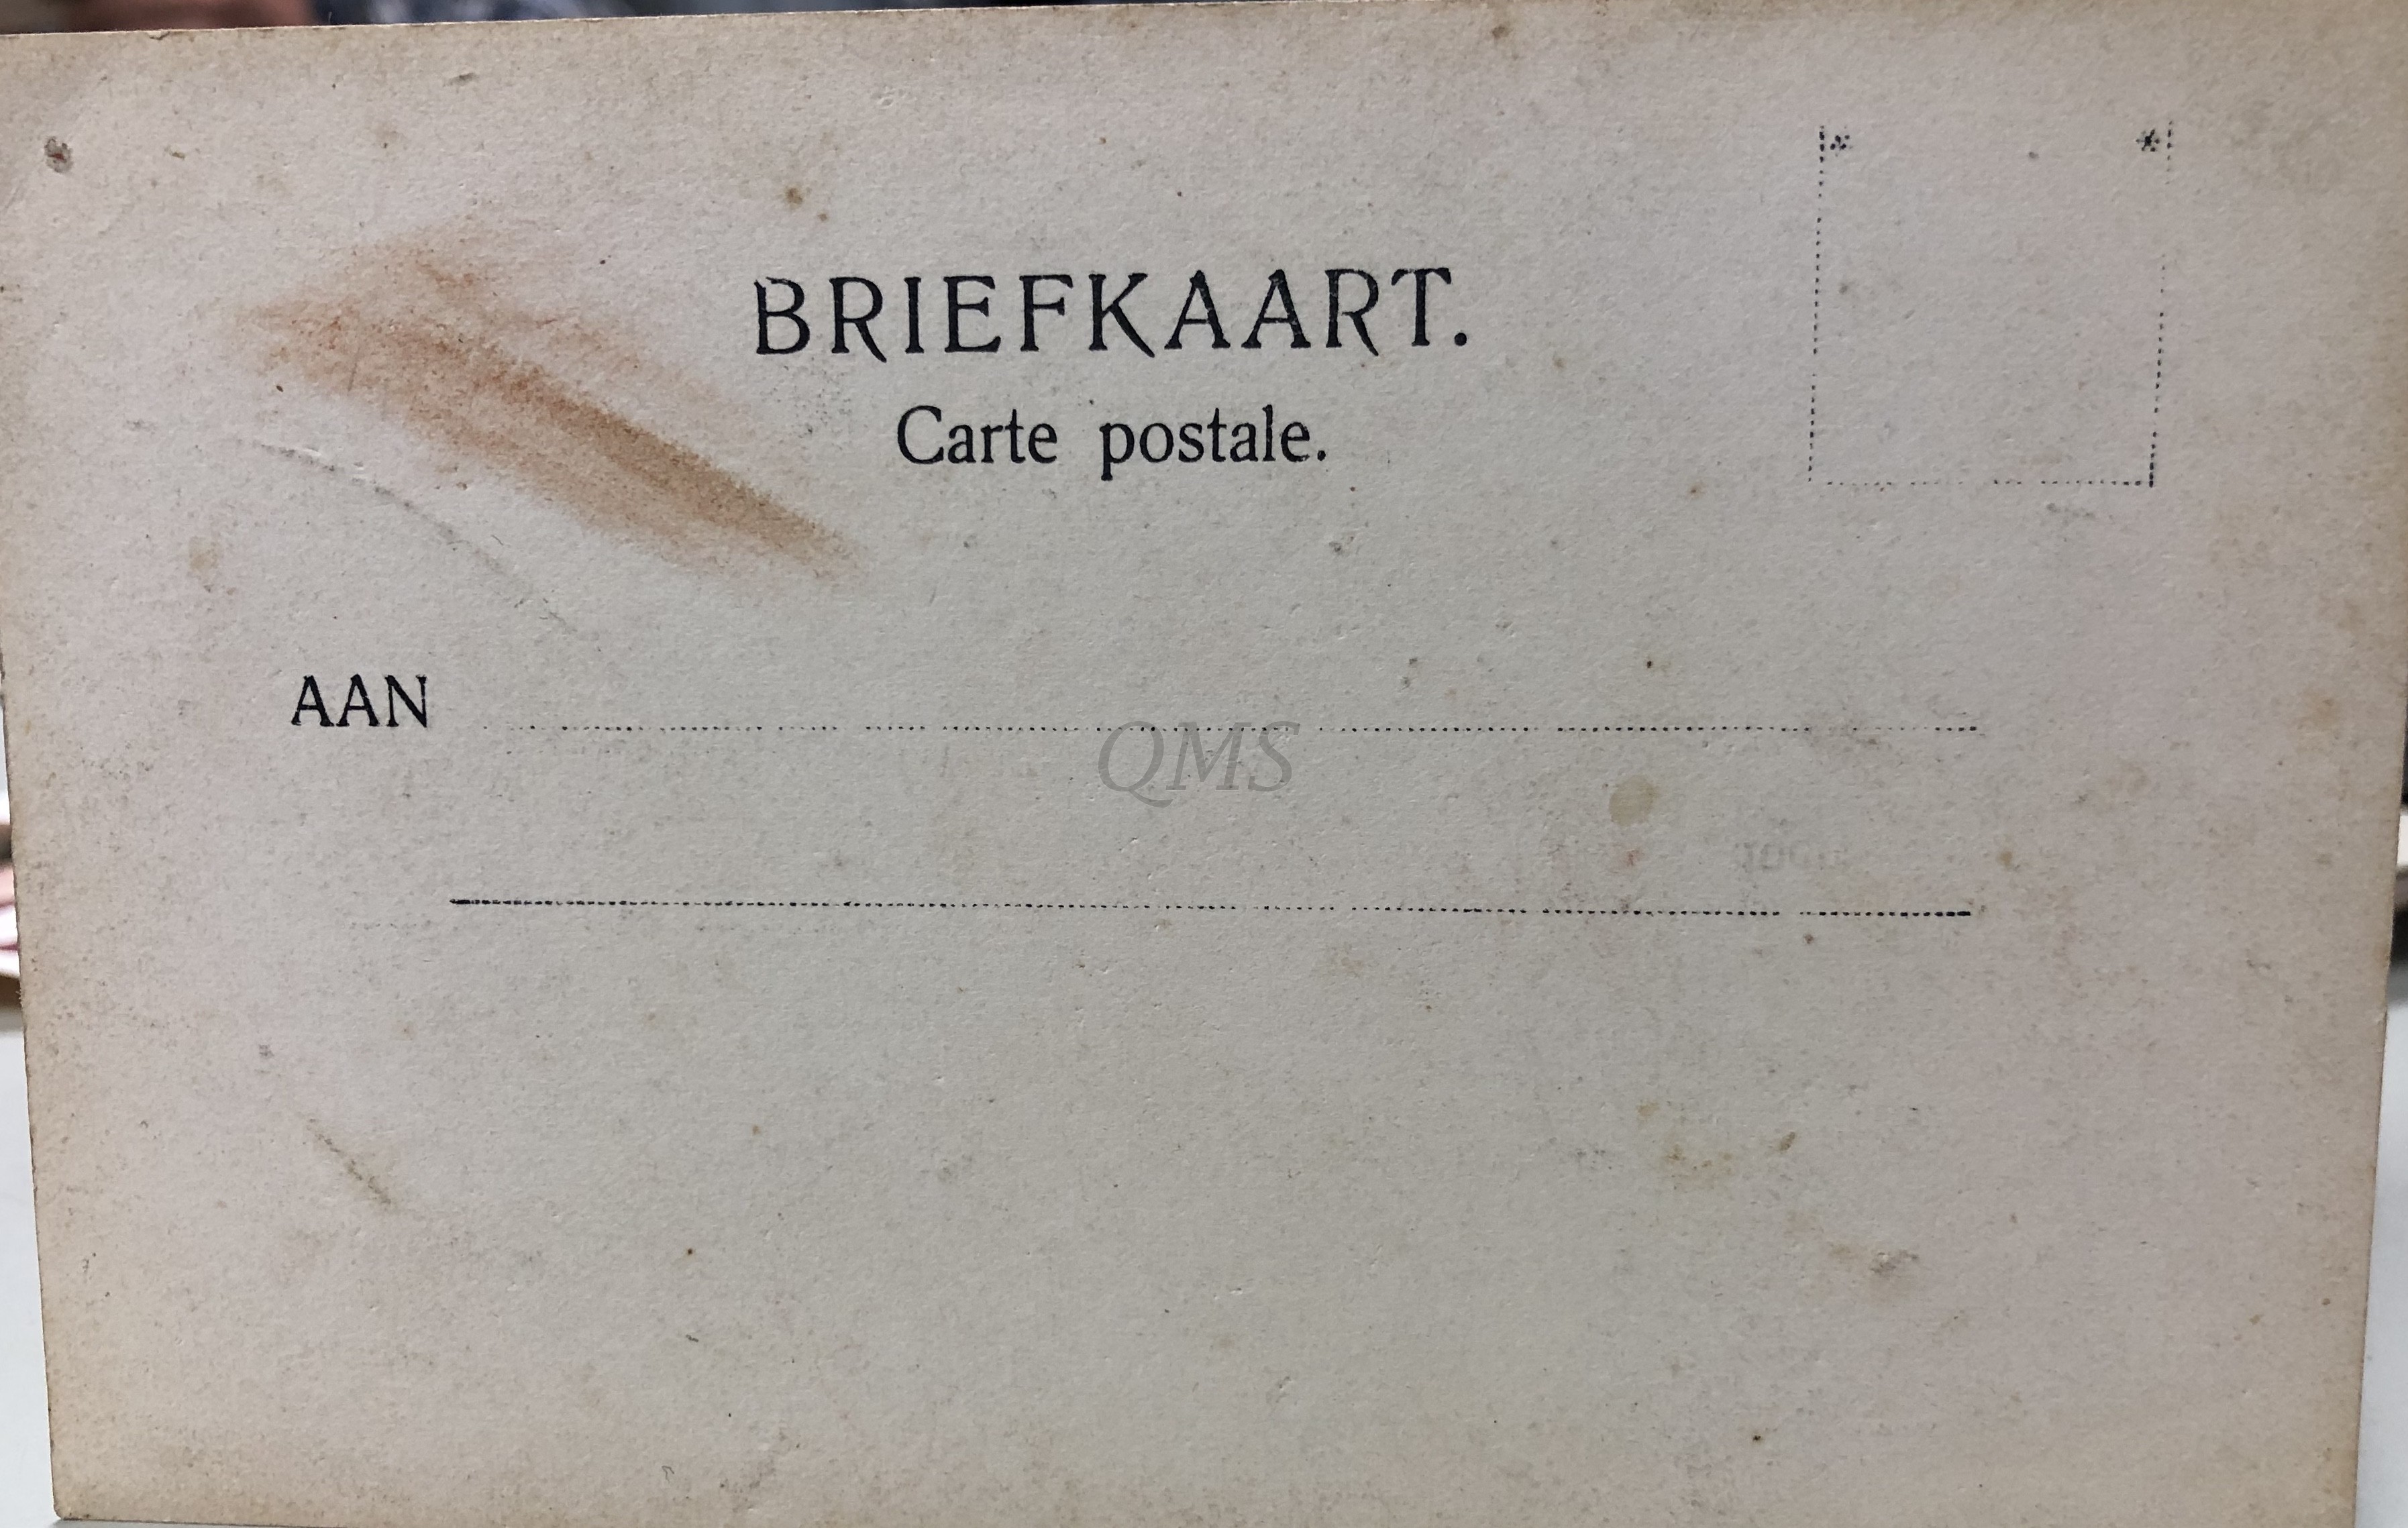 BRIEFKAART.
Carte postale.
AAN
QMS